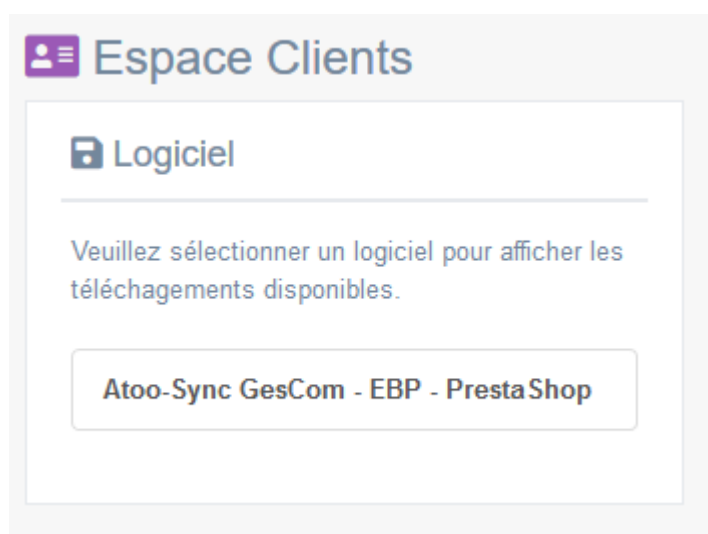 Espace Clients
Logiciel
Veuillez sélectionner un logiciel pour afficher les
téléchagements disponibles.
Atoo-Sync GesCom - EBP - PrestaShop